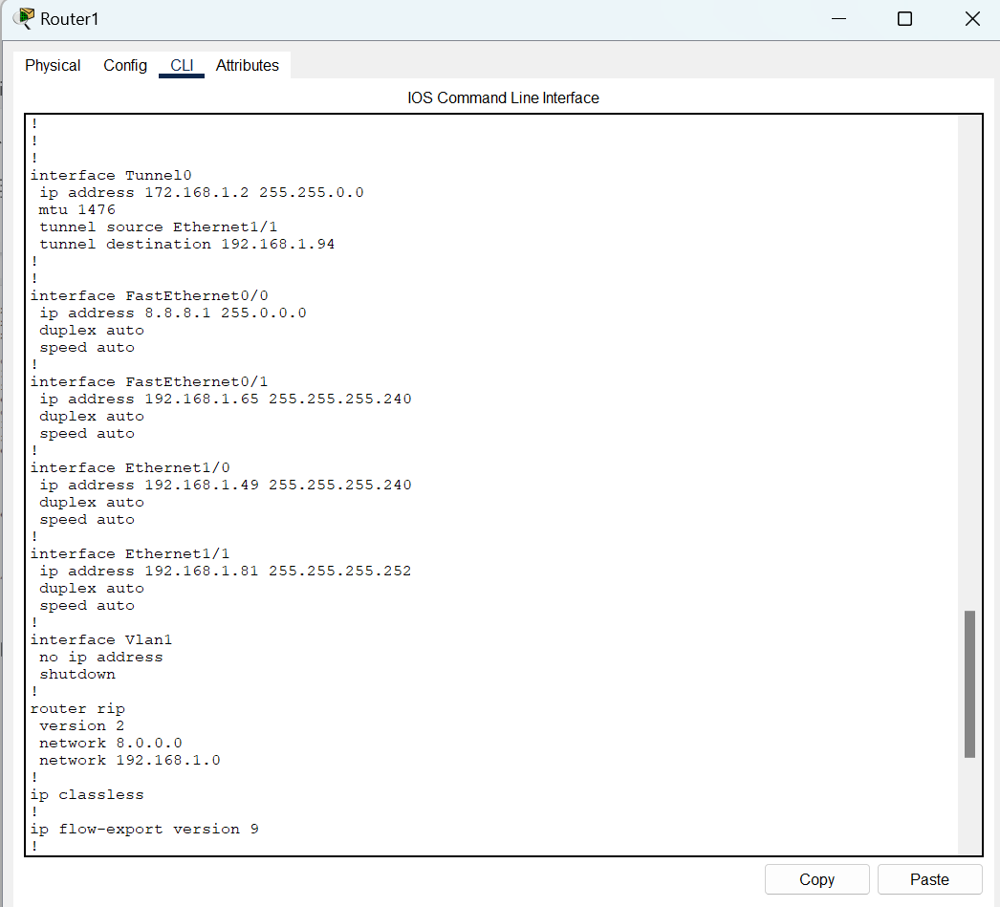 Router1
Physical Config CLI Attributes
IOS Command Line Interface
!
!
!
interface Tunnel0
ip address 172.168.1.2 255.255.0.0
mtu 1476
tunnel source Ethernet1/1
tunnel destination 192.168.1.94
!
!
interface FastEthernet0/0
ip address 8.8.8.1 255.0.0.0
duplex auto
speed auto
!
interface FastEthernet0/1
ip address 192.168.1.65 255.255.255.240
duplex auto
speed auto
!
interface Ethernet1/0
ip address 192.168.1.49 255.255.255.240
duplex auto
speed auto
!
interface Ethernet1/1
ip address 192.168.1.81 255.255.255.252
duplex auto
speed auto
!
interface Vlan1
no ip address
shutdown
!
router rip
version 2
network 8.0.0.0
network 192.168.1.0
!
ip classless
!
ip flow-export version 9
!
Copy Paste